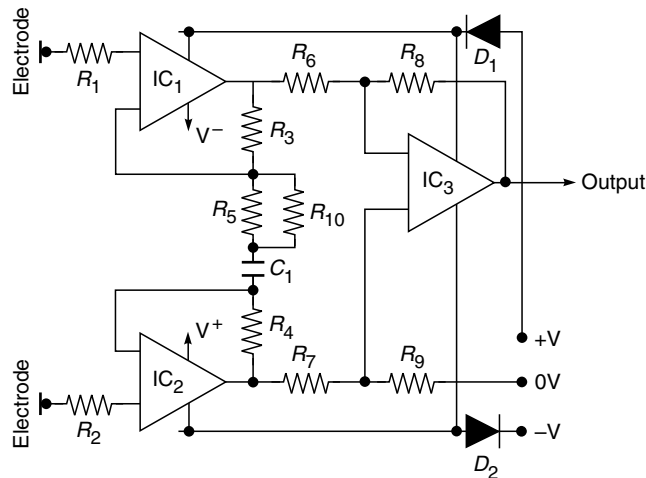 Electrode
R1
IC1
V−
R6
R8
D1
R3
IC3
Output
R5
R10
C1
V+
R4
+V
R7
R9
0V
IC2
Electrode
R2
D2
−V